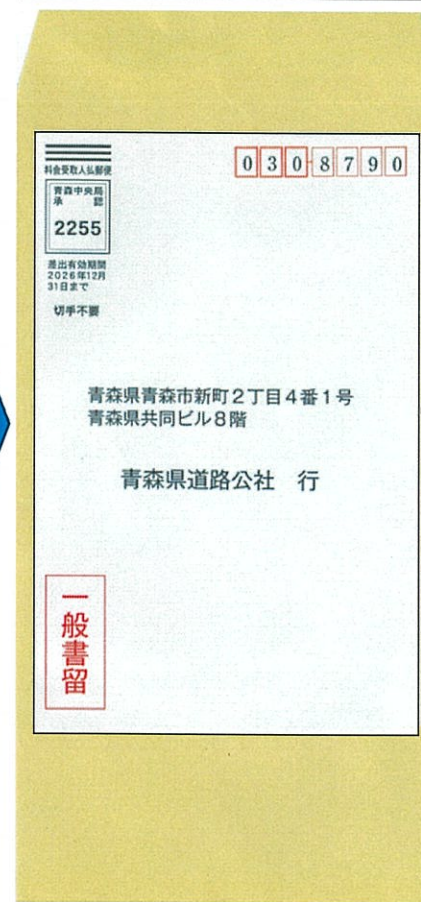 料金受取人払郵便
青森中央局
承認
2255
差出有効期間
2026年12月
31日まで
切手不要
030-8790
青森県青森市新町2丁目4番1号
青森県共同ビル8階
青森県道路公社 行
一般書留